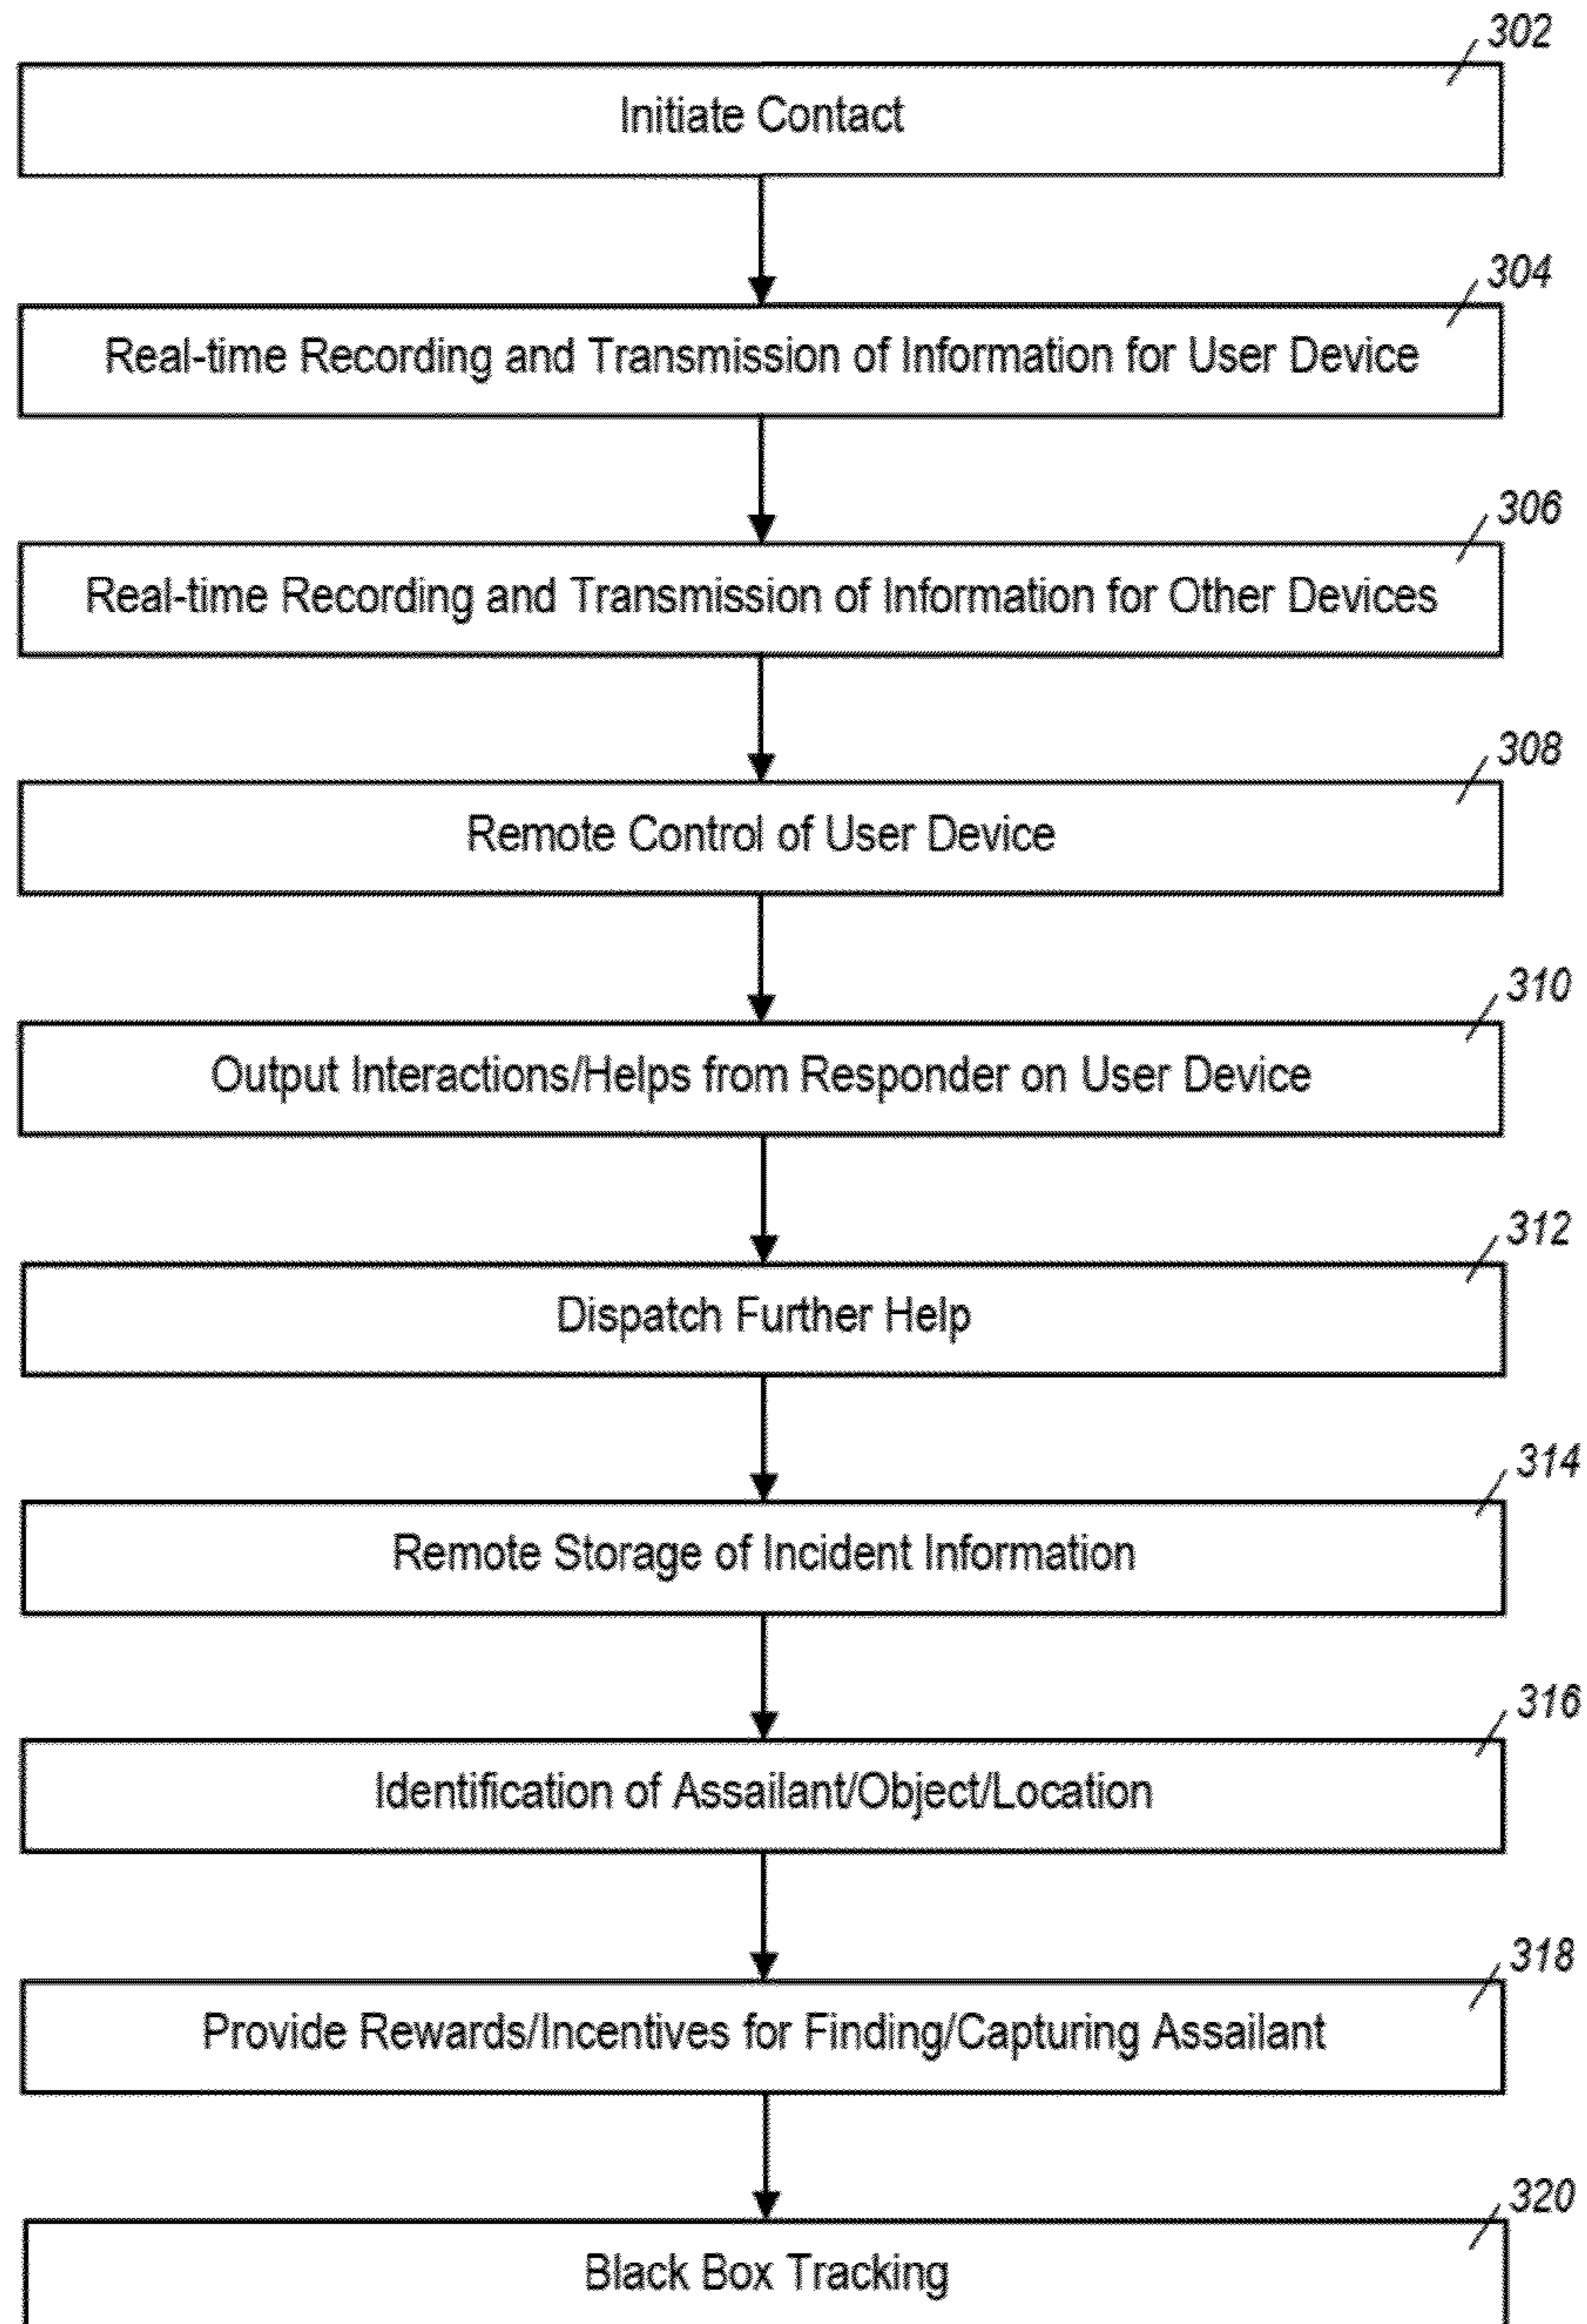 302
Initiate Contact
304
Real-time Recording and Transmission of Information for User Device
306
Real-time Recording and Transmission of Information for Other Devices
308
Remote Control of User Device
310
Output Interactions/Helps from Responder on User Device
312
Dispatch Further Help
314
Remote Storage of Incident Information
316
Identification of Assailant/Object/Location
318
Provide Rewards/Incentives for Finding/Capturing Assailant
320
Black Box Tracking